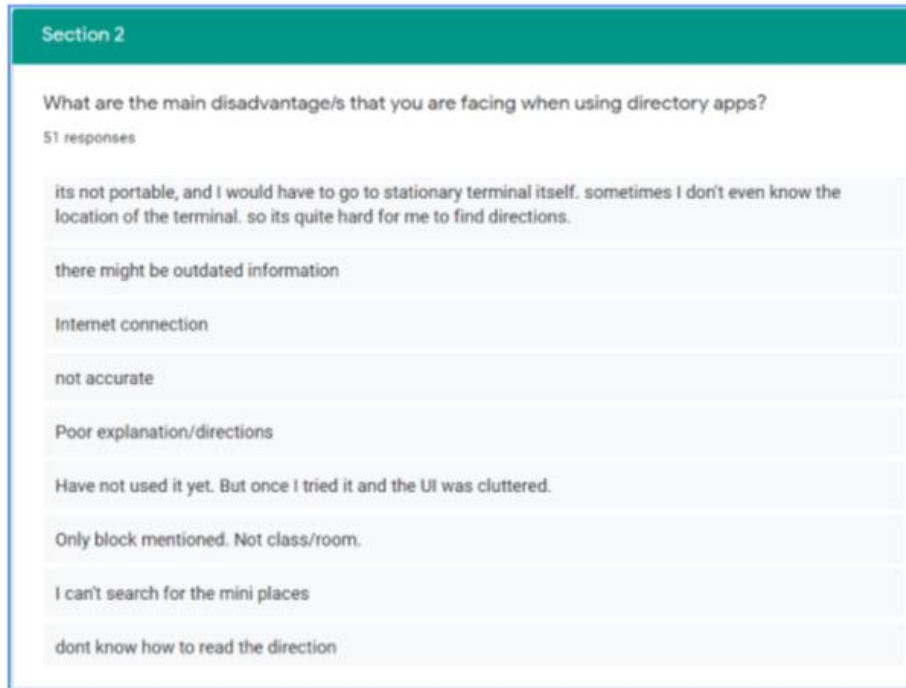 Section 2
What are the main disadvantage/s that you are facing when using directory apps?
51 responses
its not portable, and I would have to go to stationary terminal itself. sometimes I don't even know the
location of the terminal. so its quite hard for me to find directions.
there might be outdated information
Internet connection
not accurate
Poor explanation/directions
Have not used it yet. But once I tried it and the UI was cluttered.
Only block mentioned. Not class/room.
I can't search for the mini places
dont know how to read the direction